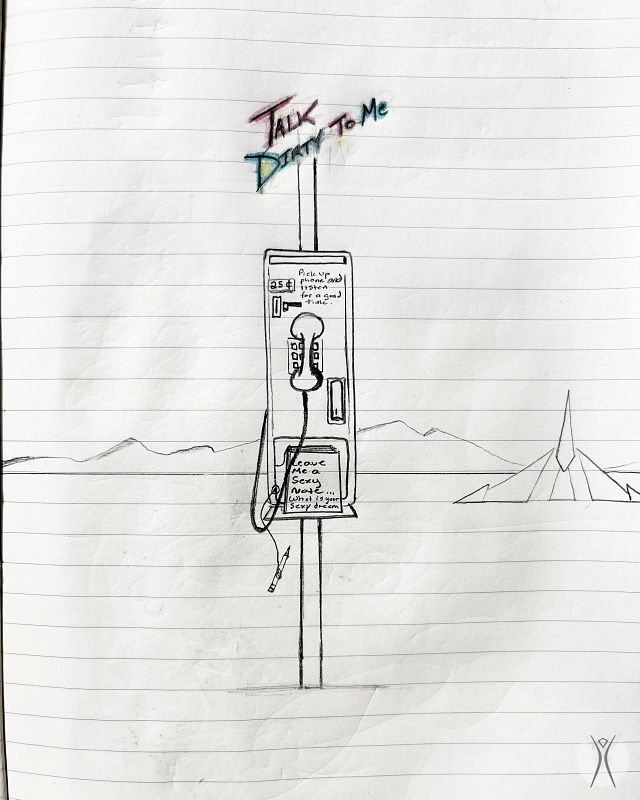 TALK
DIRTY To Me
Pick up
phone and
25¢
listen
for a good
time.
Leave
Me a
Sexy
Note...
What is your
Sexy dream